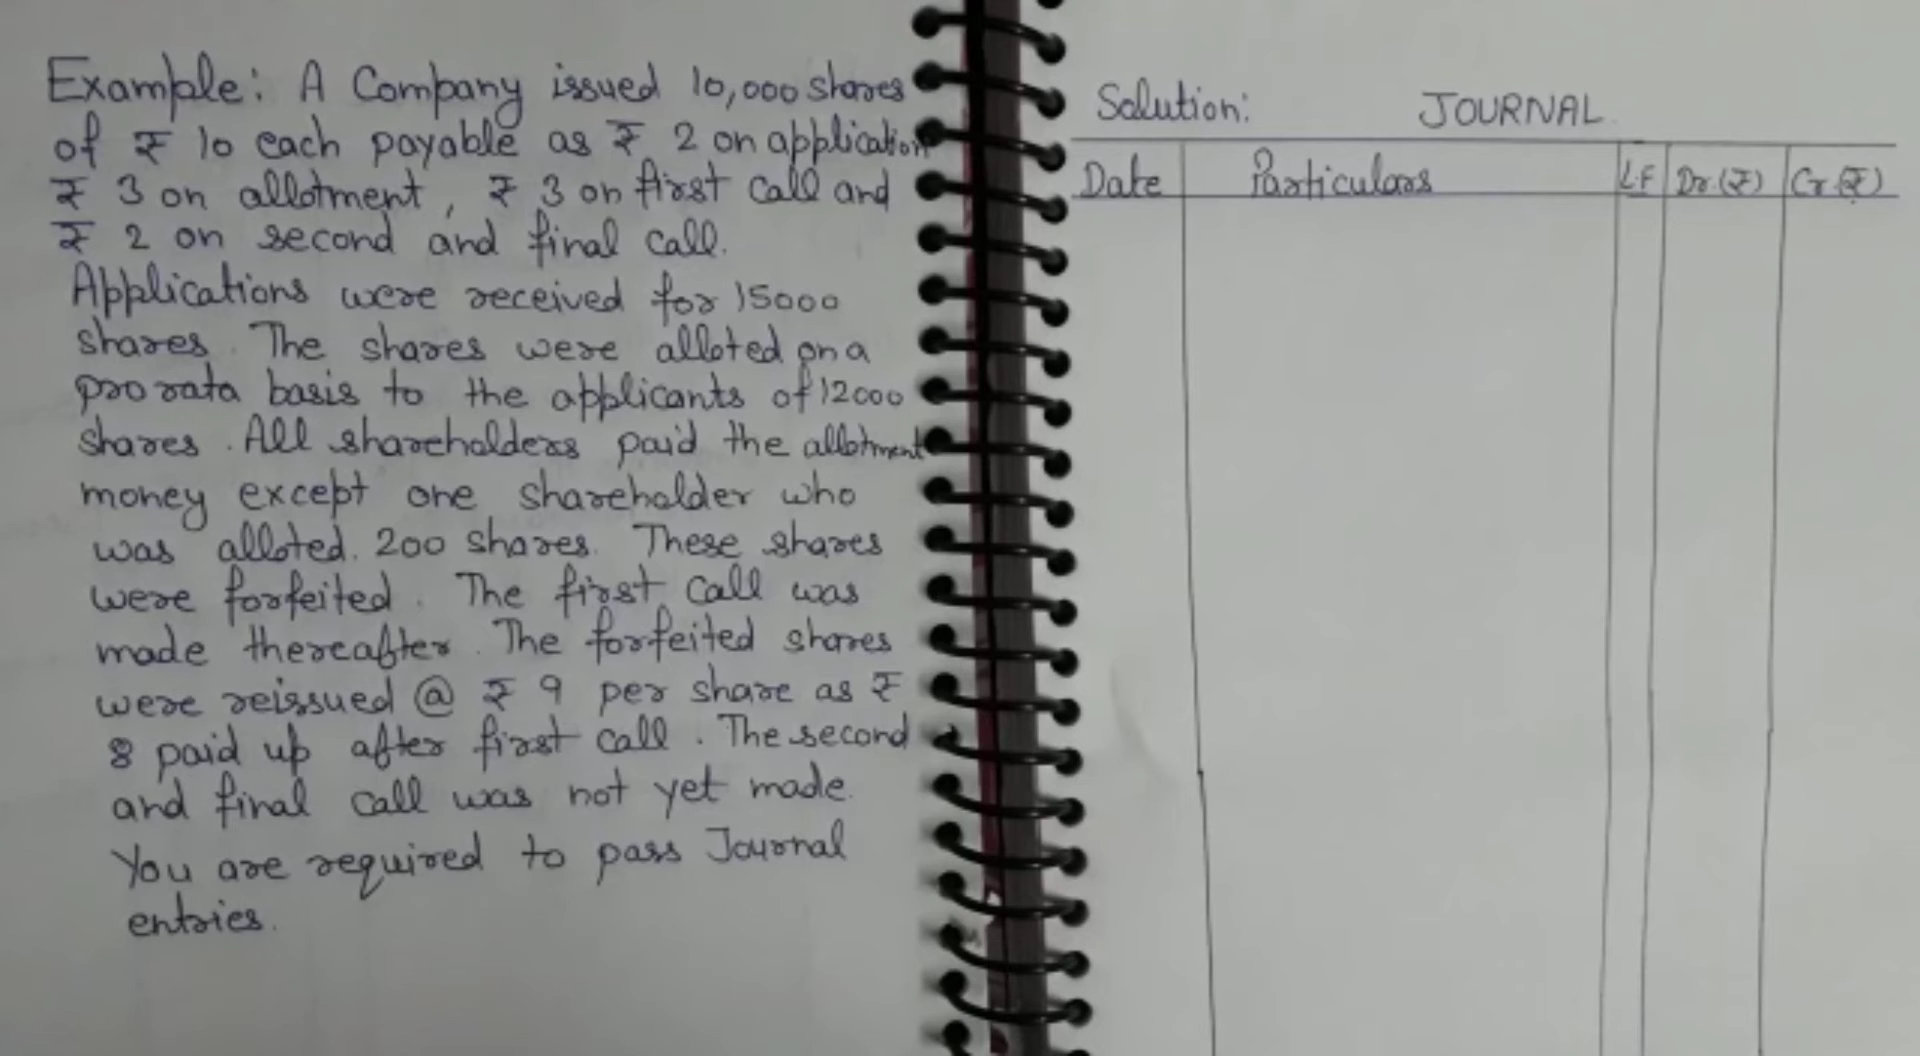 Example: A Company issued 10,000 shares
of ₹ 10 each payable as ₹ 2 on application
₹ 3 on allotment, ₹ 3 on first call and
₹ 2 on second and final call.
Applications were received for 15000
shares. The shares were alloted on a
pro rata basis to the applicants of 12000
shares. All shareholders paid the allotment
money except one shareholder who
was alloted 200 shares. These shares
were forfeited. The first call was
made thereafter. The forfeited shares
were reissued @ ₹ 9 per share as ₹
8 paid up after first call. The second
and final call was not yet made.
You are required to pass Journal
entries.
Solution: JOURNAL
Date Particulars L.F Dr.(₹) Cr.(₹)